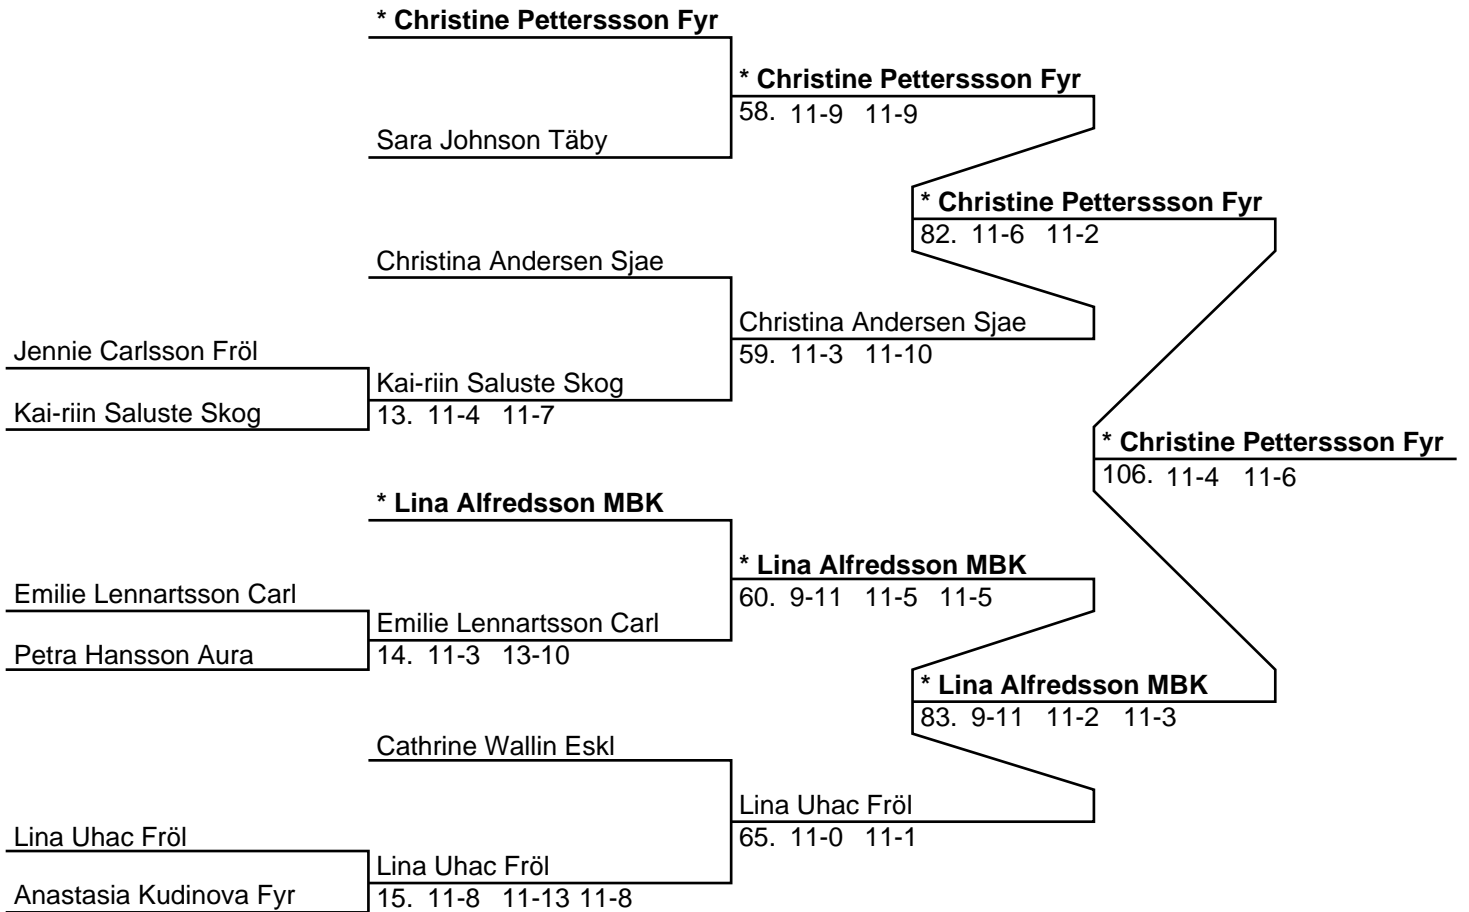 * Christine Petterssson Fyr
* Christine Petterssson Fyr
58. 11-9 11-9
Sara Johnson Täby
* Christine Petterssson Fyr
82. 11-6 11-2
Christina Andersen Sjae
Christina Andersen Sjae
59. 11-3 11-10
Jennie Carlsson Fröl
Kai-riin Saluste Skog
13. 11-4 11-7
Kai-riin Saluste Skog
* Christine Petterssson Fyr
106. 11-4 11-6
* Lina Alfredsson MBK
* Lina Alfredsson MBK
60. 9-11 11-5 11-5
Emilie Lennartsson Carl
Emilie Lennartsson Carl
14. 11-3 13-10
Petra Hansson Aura
* Lina Alfredsson MBK
83. 9-11 11-2 11-3
Cathrine Wallin Eskl
Lina Uhac Fröl
65. 11-0 11-1
Lina Uhac Fröl
Lina Uhac Fröl
15. 11-8 11-13 11-8
Anastasia Kudinova Fyr